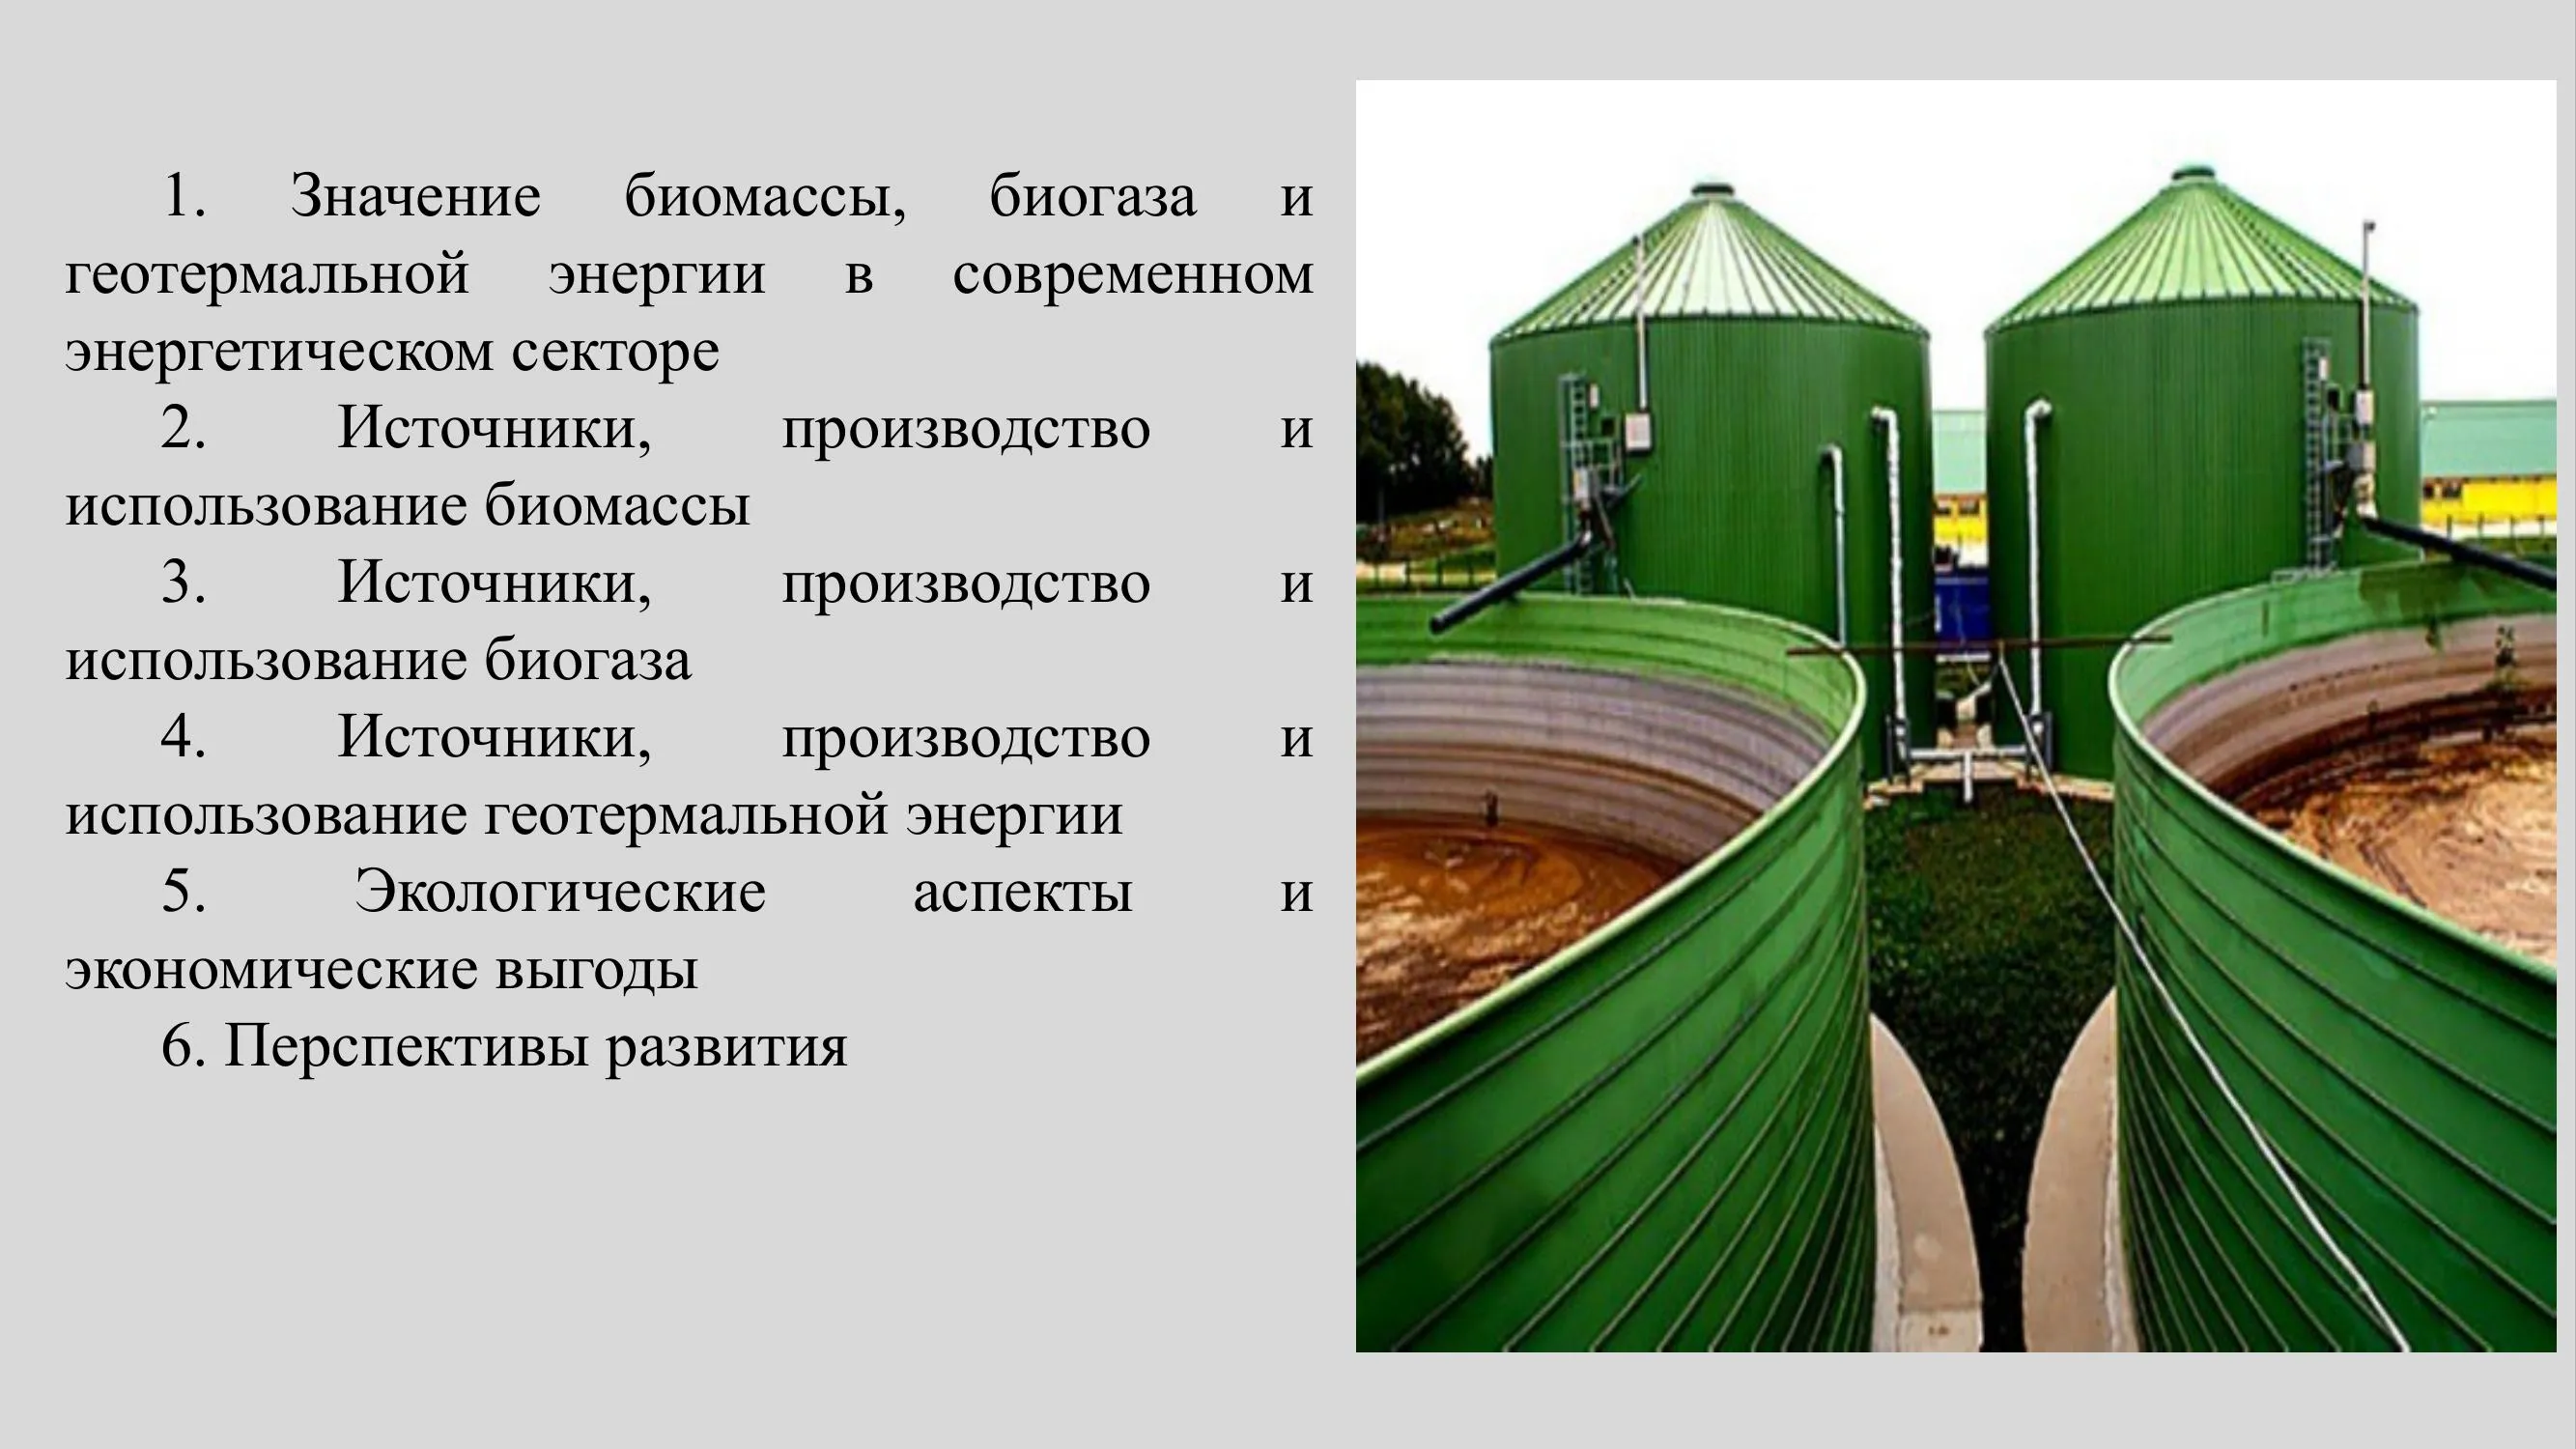 1. Значение биомассы, биогаза и
геотермальной энергии в современном
энергетическом секторе
2. Источники, производство и
использование биомассы
3. Источники, производство и
использование биогаза
4. Источники, производство и
использование геотермальной энергии
5. Экологические аспекты и
экономические выгоды
6. Перспективы развития